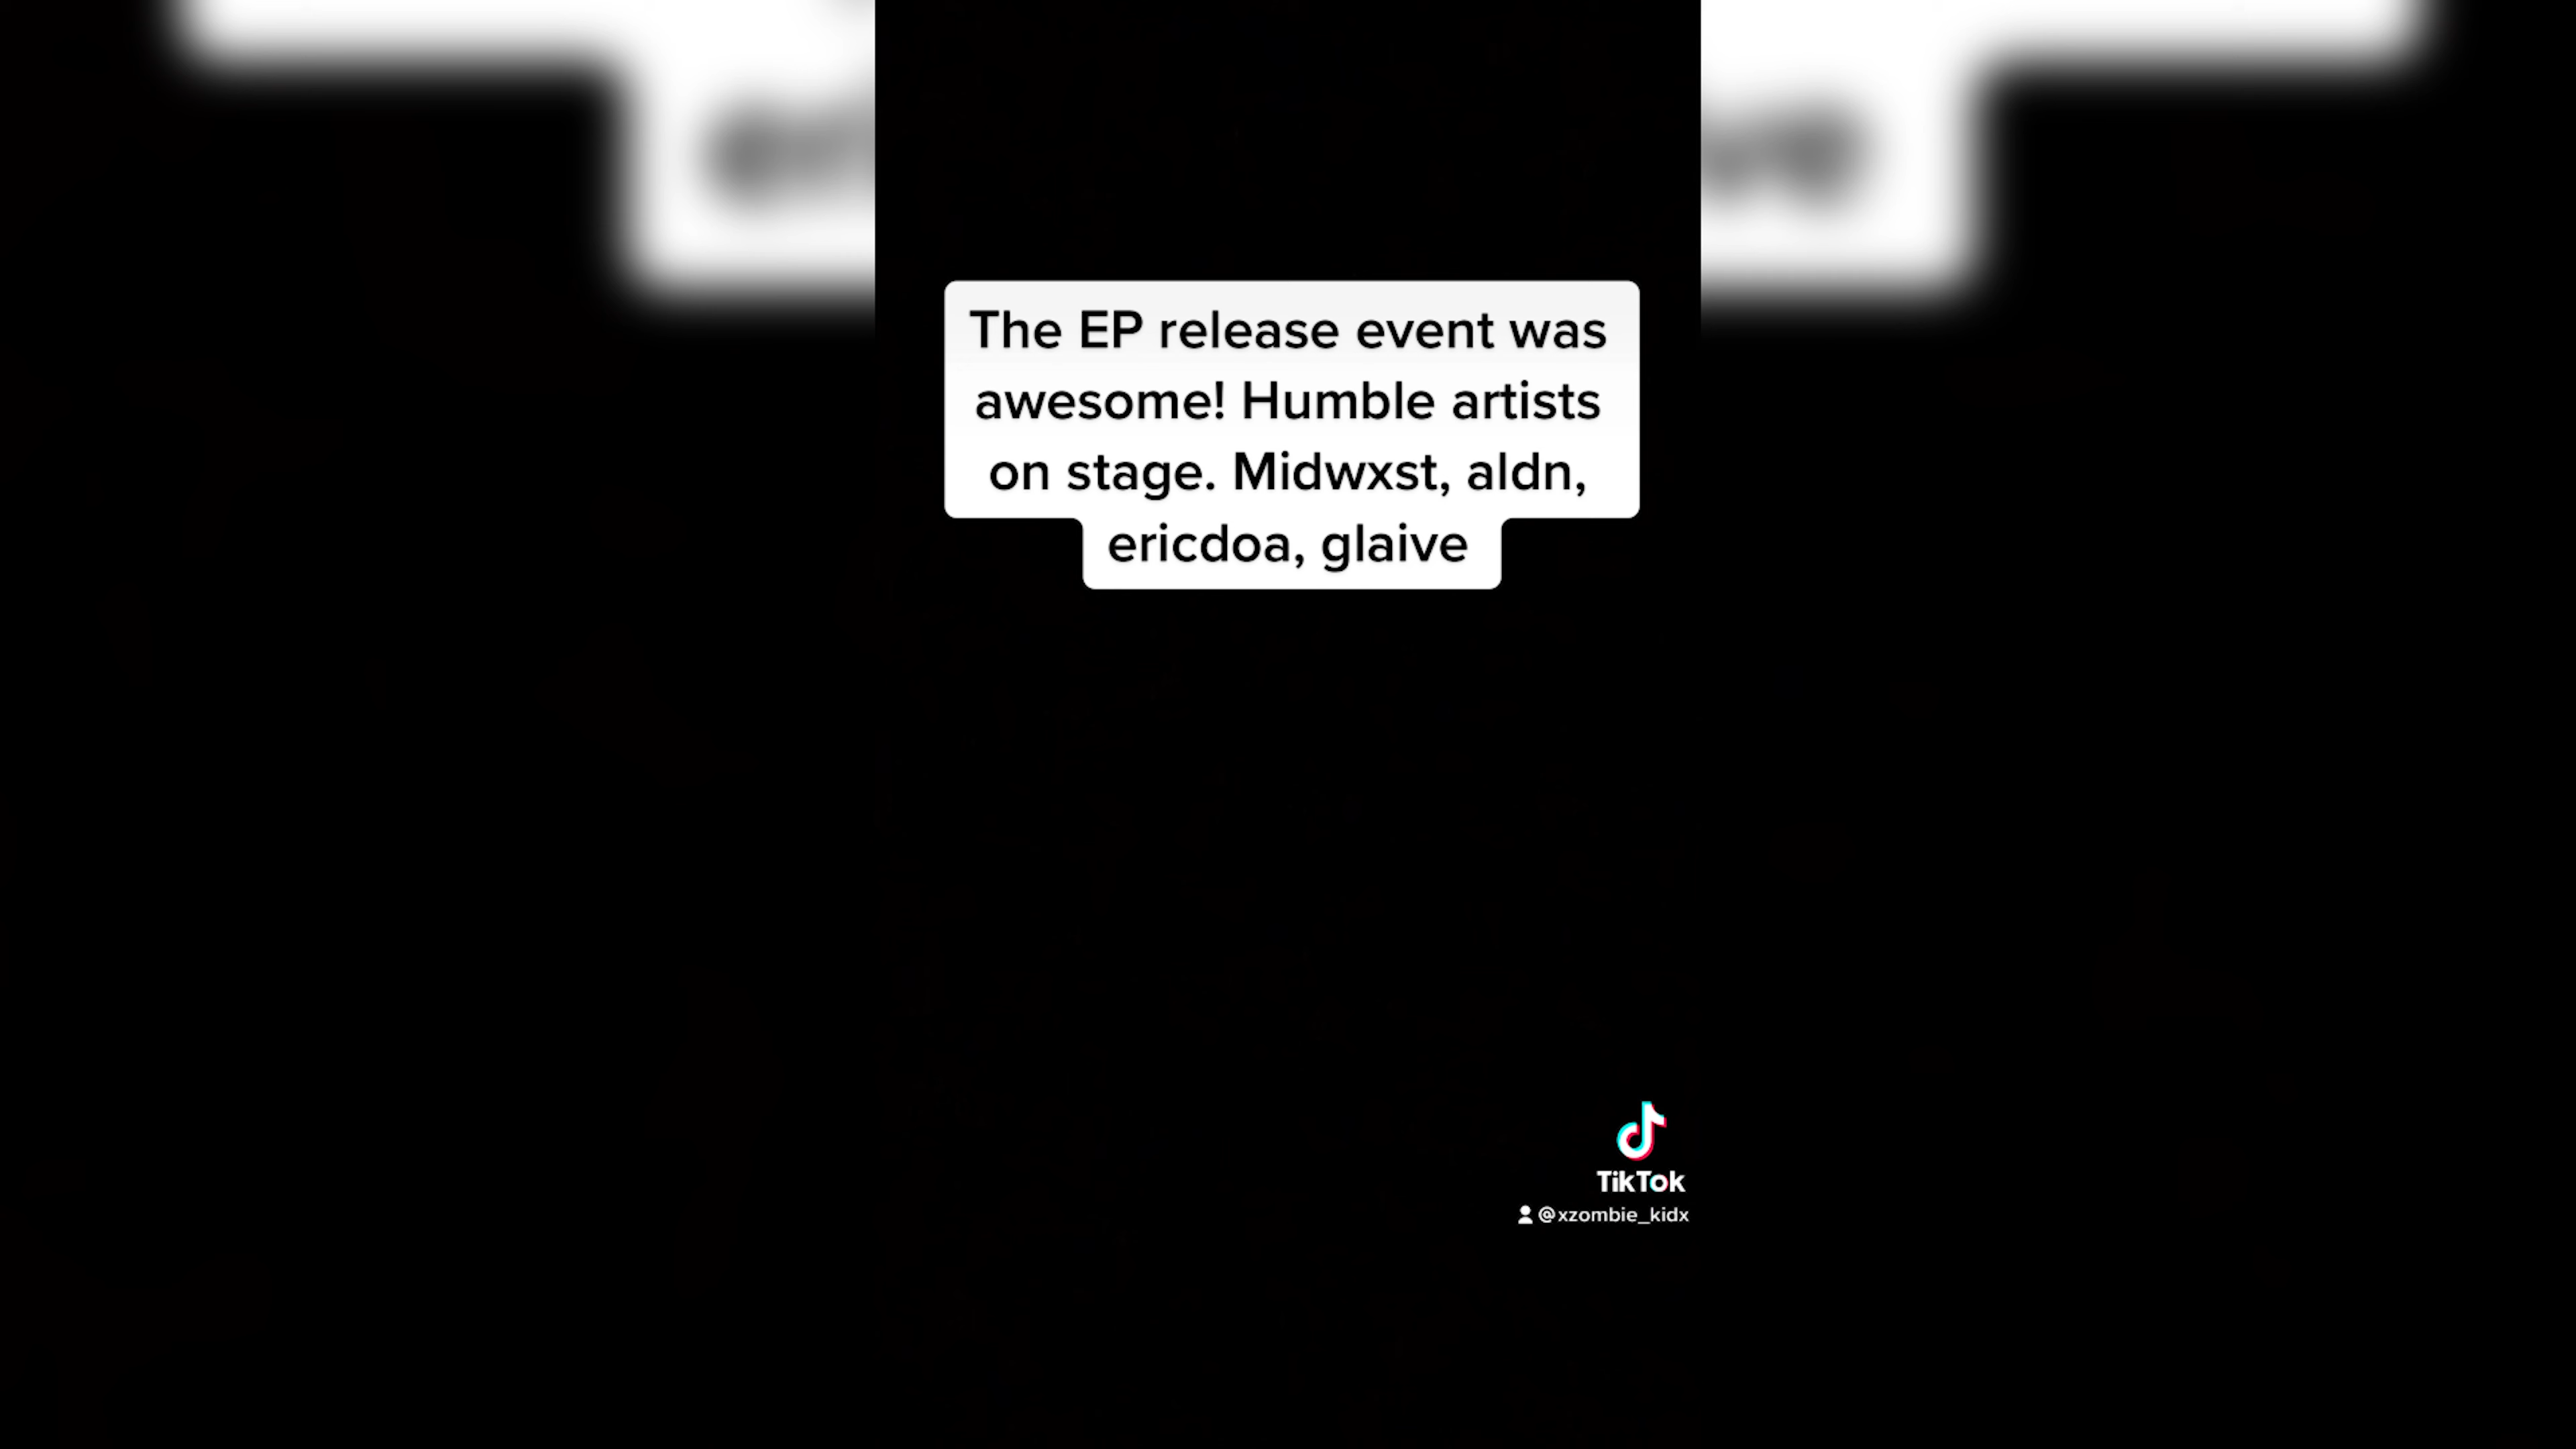 The EP release event was
awesome! Humble artists
on stage. Midwxst, aldn,
ericdoa, glaive
TikTok
@xzombie_kidx